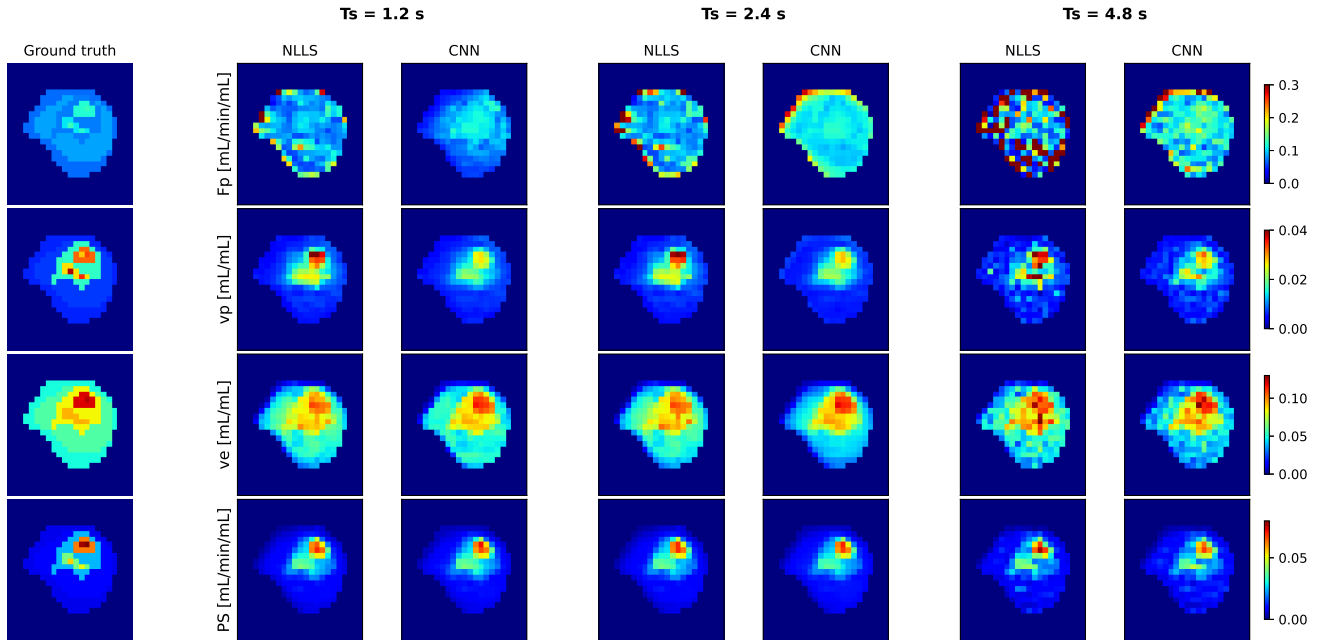 Ts = 1.2 s
Ts = 2.4 s
Ts = 4.8 s
Ground truth
NLLS
CNN
NLLS
CNN
NLLS
CNN
Fp [mL/min/mL]
0.3
0.2
0.1
0.0
vp [mL/mL]
0.04
0.02
0.00
ve [mL/mL]
0.10
0.05
0.00
PS [mL/min/mL]
0.05
0.00